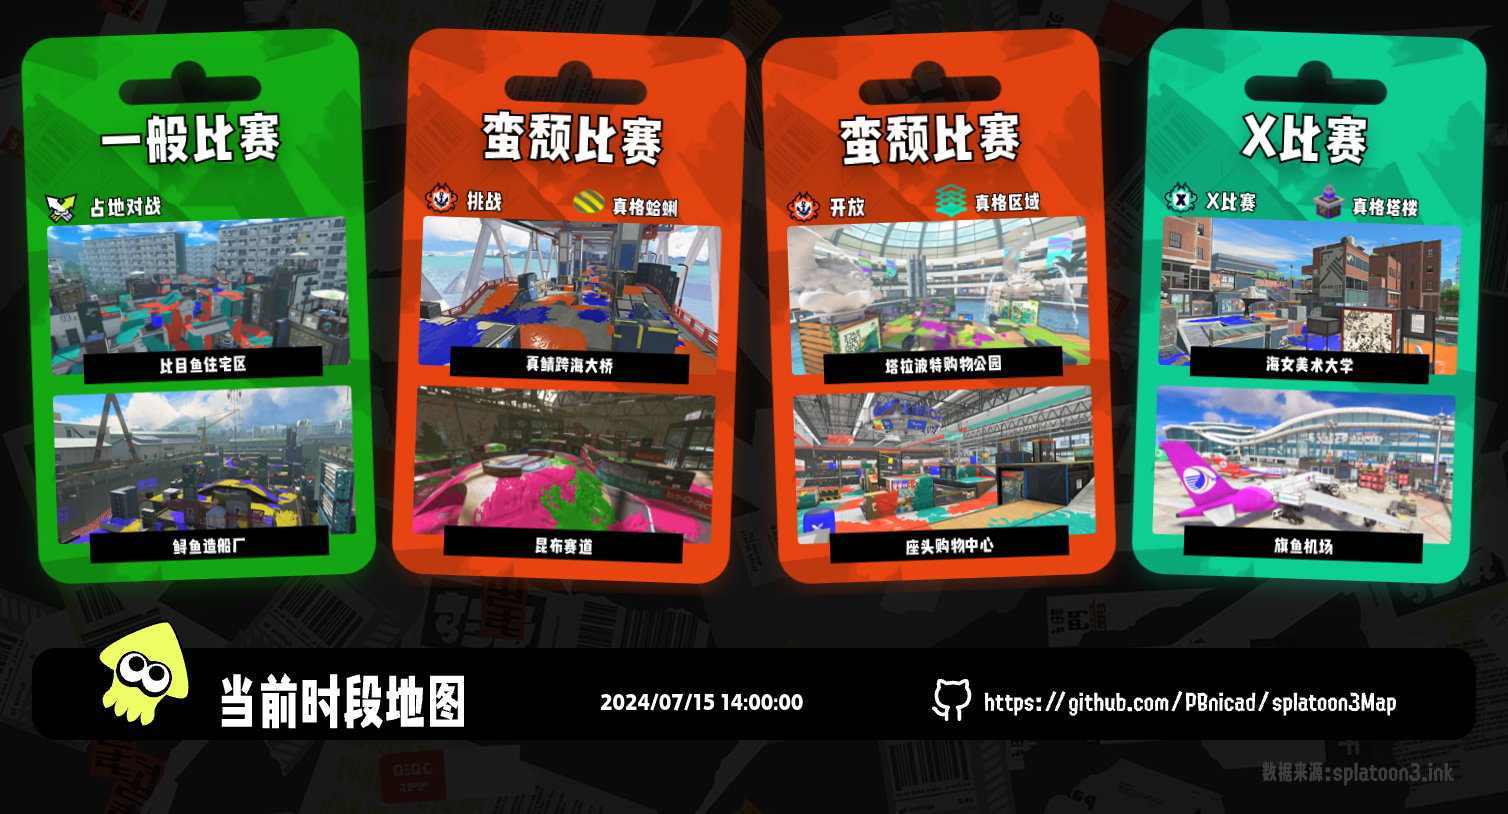 一般比赛
占地对战
比目鱼住宅区
鲟鱼造船厂
蛮颓比赛
挑战
真格蛤蜊
真鲭跨海大桥
昆布赛道
蛮颓比赛
开放
真格区域
塔拉波特购物公园
座头购物中心
X比赛
X比赛
真格塔楼
海女美术大学
旗鱼机场
当前时段地图
2024/07/15 14:00:00
https://github.com/PBnicad/splatoon3Map
数据来源:splatoon3.ink